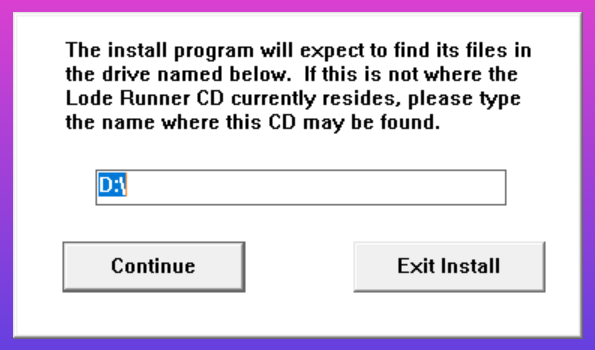 The install program will expect to find its files in
the drive named below.  If this is not where the
Lode Runner CD currently resides, please type
the name where this CD may be found.
D:\
Continue
Exit Install